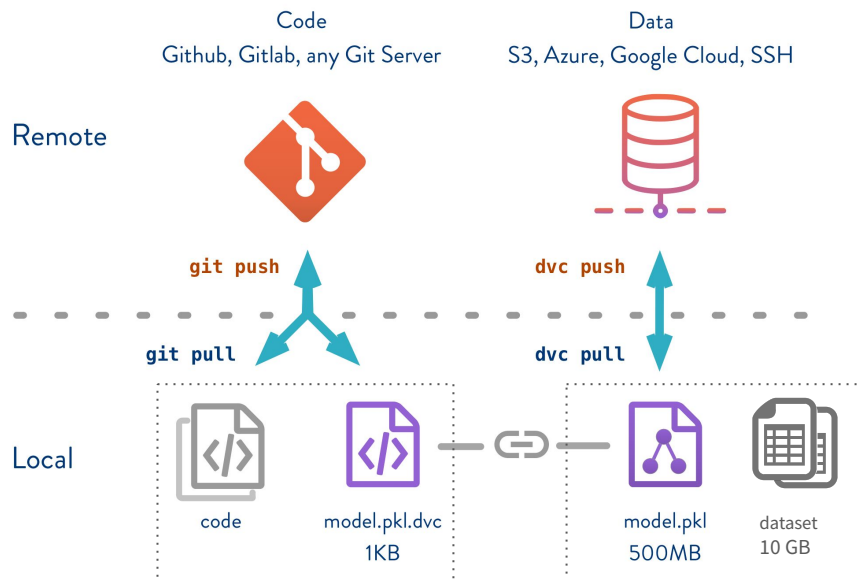 Code
Github, Gitlab, any Git Server
Data
S3, Azure, Google Cloud, SSH
Remote
git push
dvc push
git pull
dvc pull
Local
code
model.pkl.dvc
1KB
model.pkl
500MB
dataset
10 GB